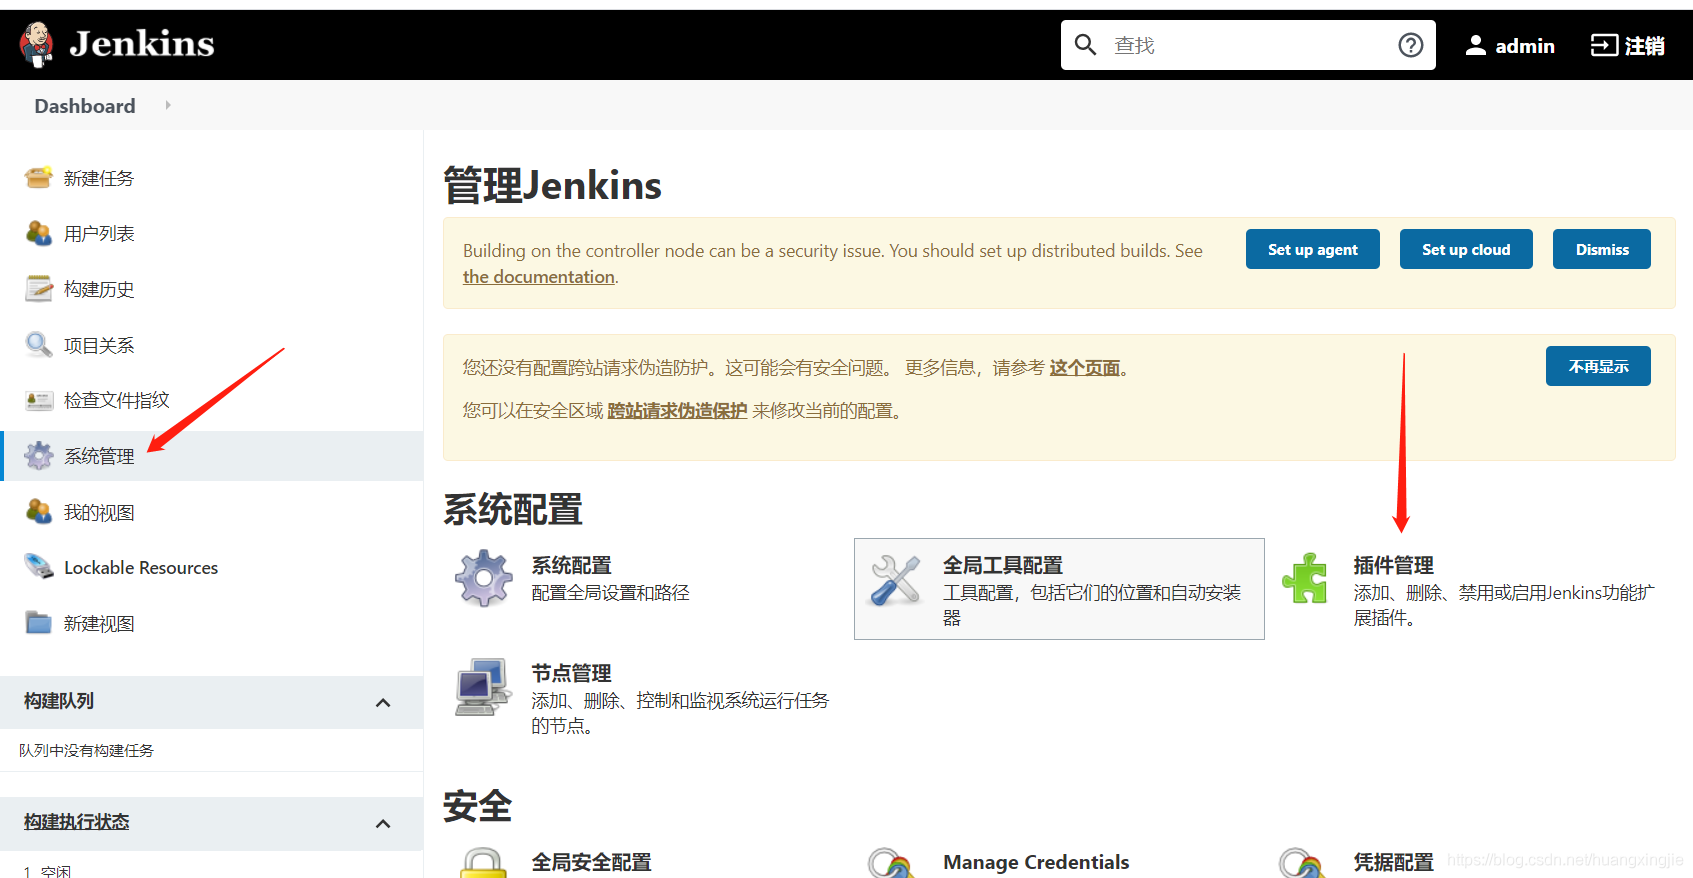 Jenkins
查找
admin
注销
Dashboard
新建任务
用户列表
构建历史
项目关系
检查文件指纹
系统管理
我的视图
Lockable Resources
新建视图
构建队列
队列中没有构建任务
构建执行状态
1 空闲
管理Jenkins
Building on the controller node can be a security issue. You should set up distributed builds. See
the documentation.
Set up agent
Set up cloud
Dismiss
您还没有配置跨站请求伪造防护。这可能会有安全问题。 更多信息，请参考 这个页面。
您可以在安全区域 跨站请求伪造保护 来修改当前的配置。
不再显示
系统配置
系统配置
配置全局设置和路径
全局工具配置
工具配置，包括它们的位置和自动安装
器
插件管理
添加、删除、禁用或启用Jenkins功能扩
展插件。
节点管理
添加、删除、控制和监视系统运行任务
的节点。
安全
全局安全配置
Manage Credentials
凭据配置
https://blog.csdn.net/huangxingjie